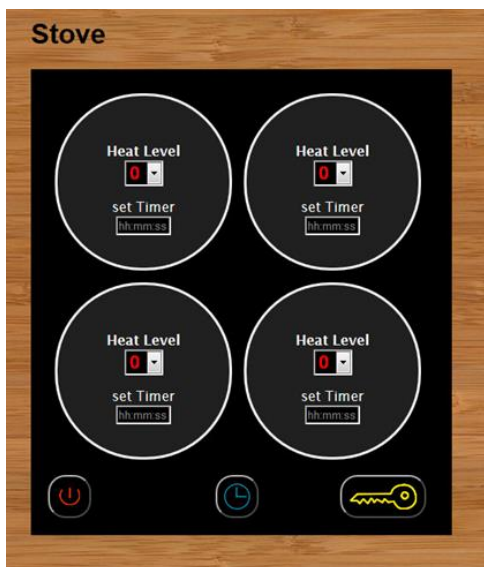 Stove
Heat Level
0
set Timer
hh:mm:ss
Heat Level
0
set Timer
hh:mm:ss
Heat Level
0
set Timer
hh:mm:ss
Heat Level
0
set Timer
hh:mm:ss